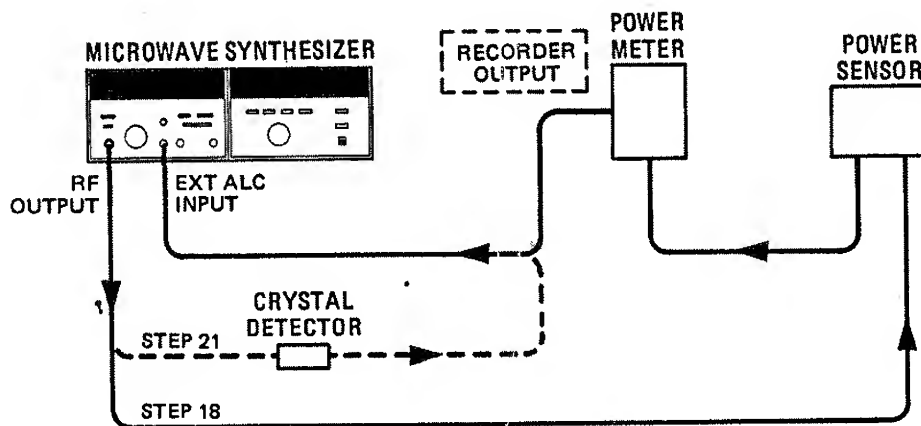 MICROWAVE SYNTHESIZER
RECORDER
OUTPUT
POWER
METER
POWER
SENSOR
RF
OUTPUT
EXT ALC
INPUT
CRYSTAL
DETECTOR
STEP 21
STEP 18